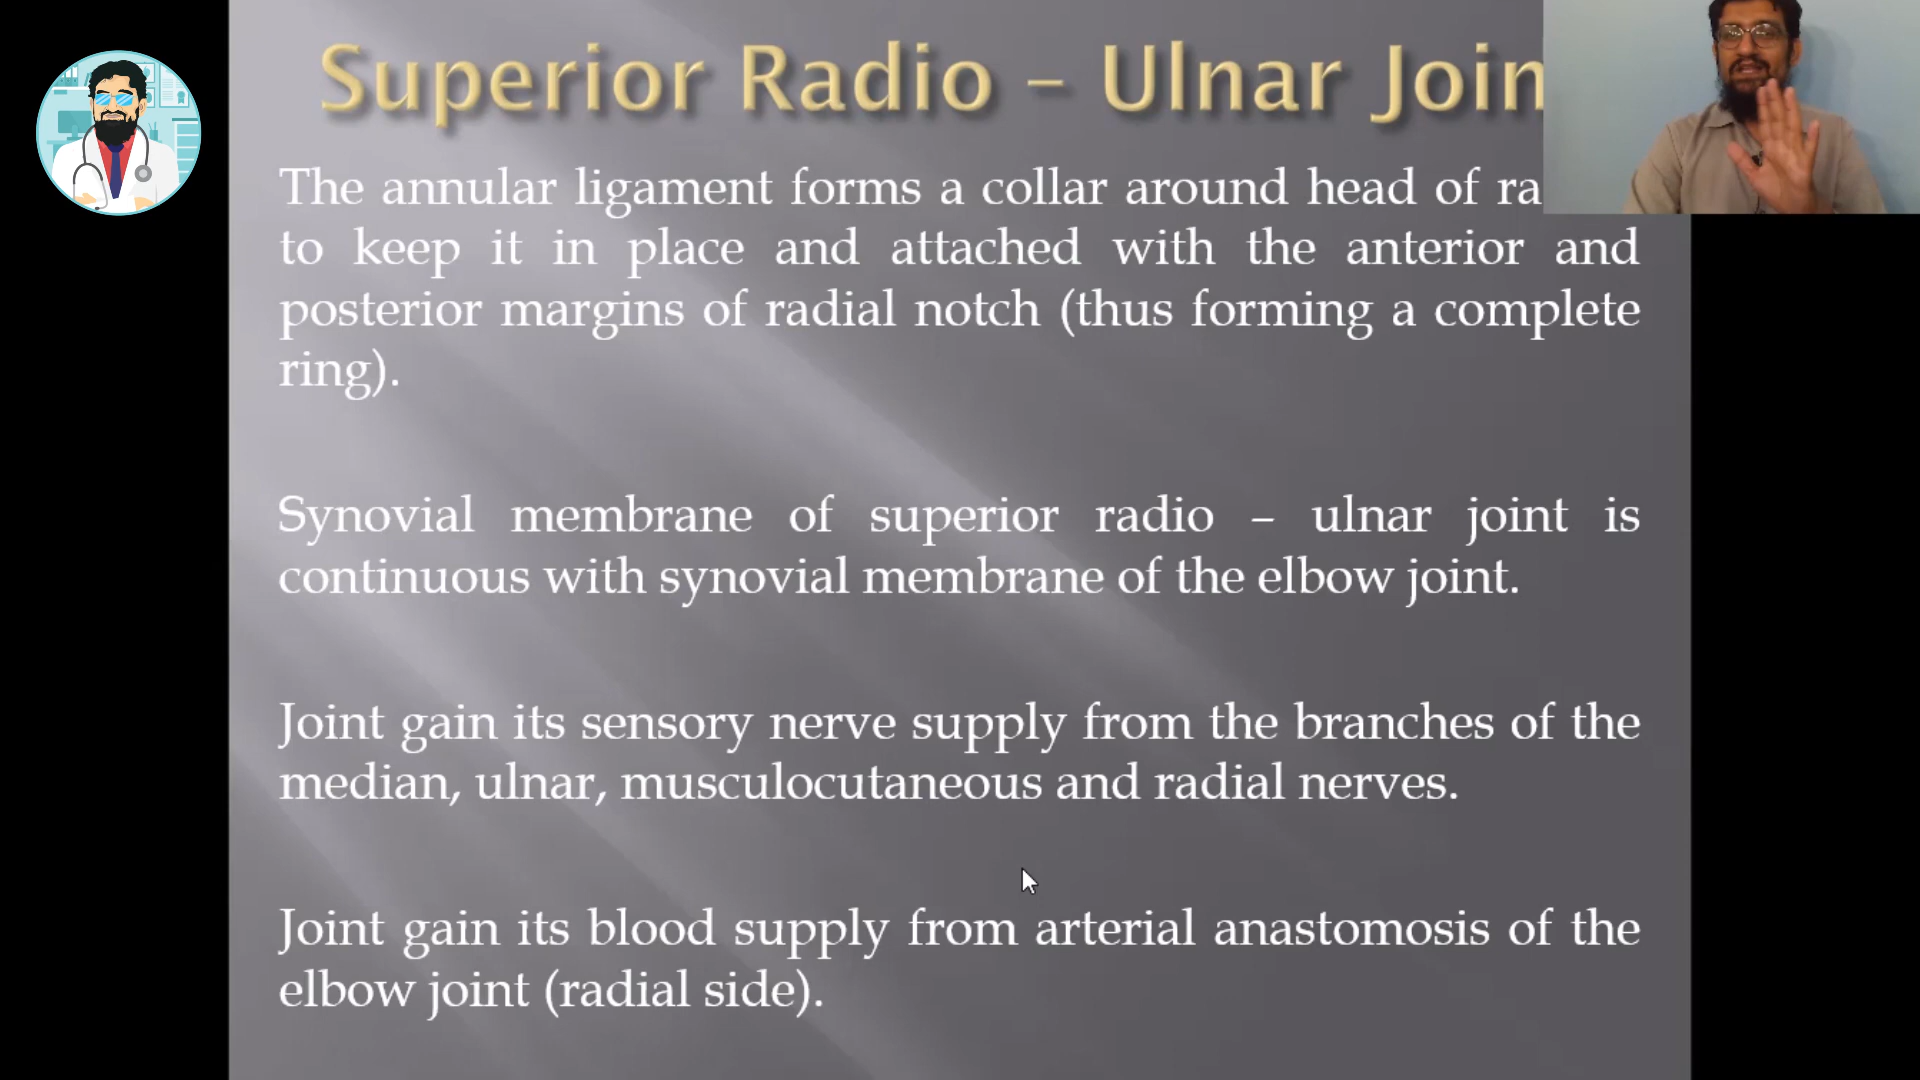 Superior Radio – Ulnar Join
The annular ligament forms a collar around head of ra
to keep it in place and attached with the anterior and
posterior margins of radial notch (thus forming a complete
ring).
Synovial membrane of superior radio – ulnar joint is
continuous with synovial membrane of the elbow joint.
Joint gain its sensory nerve supply from the branches of the
median, ulnar, musculocutaneous and radial nerves.
Joint gain its blood supply from arterial anastomosis of the
elbow joint (radial side).